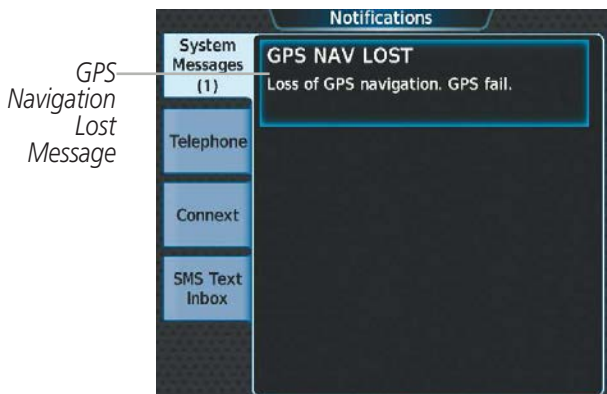 Notifications
GPS
Navigation
Lost
Message
System
Messages
(1)
GPS NAV LOST
Loss of GPS navigation. GPS fail.
Telephone
Connext
SMS Text
Inbox